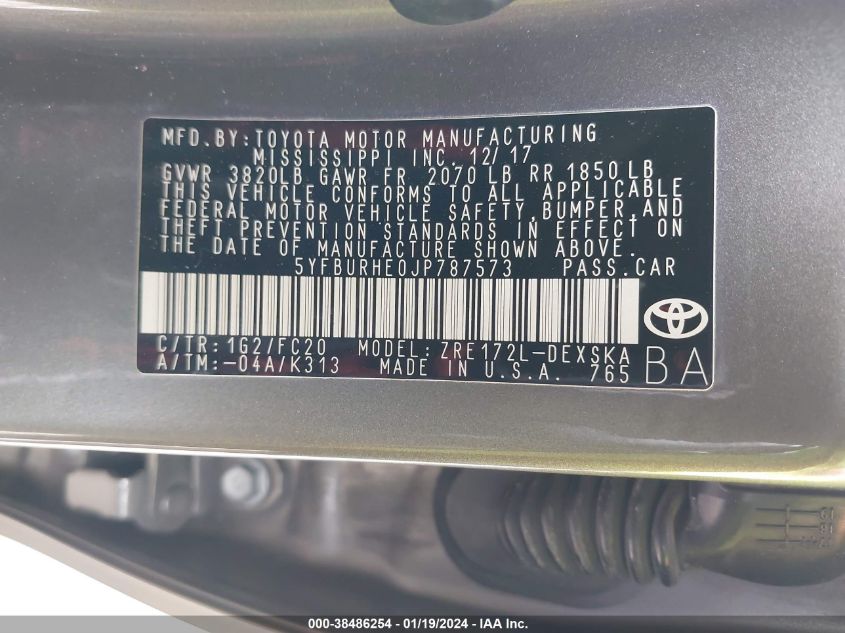 MFD.BY:TOYOTA MOTOR MANUFACTURING
MISSISSIPPI INC. 12/17
GVWR 3820LB GAWR FR 2070 LB RR 1850 LB
THIS VEHICLE CONFORMS TO ALL APPLICABLE
FEDERAL MOTOR VEHICLE SAFETY,BUMPER,AND
THEFT PREVENTION STANDARDS IN EFFECT ON
THE DATE OF MANUFACTURE SHOWN ABOVE.
5YFBURHE0JP787573 PASS.CAR
C/TR:1G2/FC20 MODEL:ZRE172L-DEXSKA
A/TM:-04A/K313 MADE IN U.S.A. 765 BA
000-38486254 - 01/19/2024 - IAA Inc.